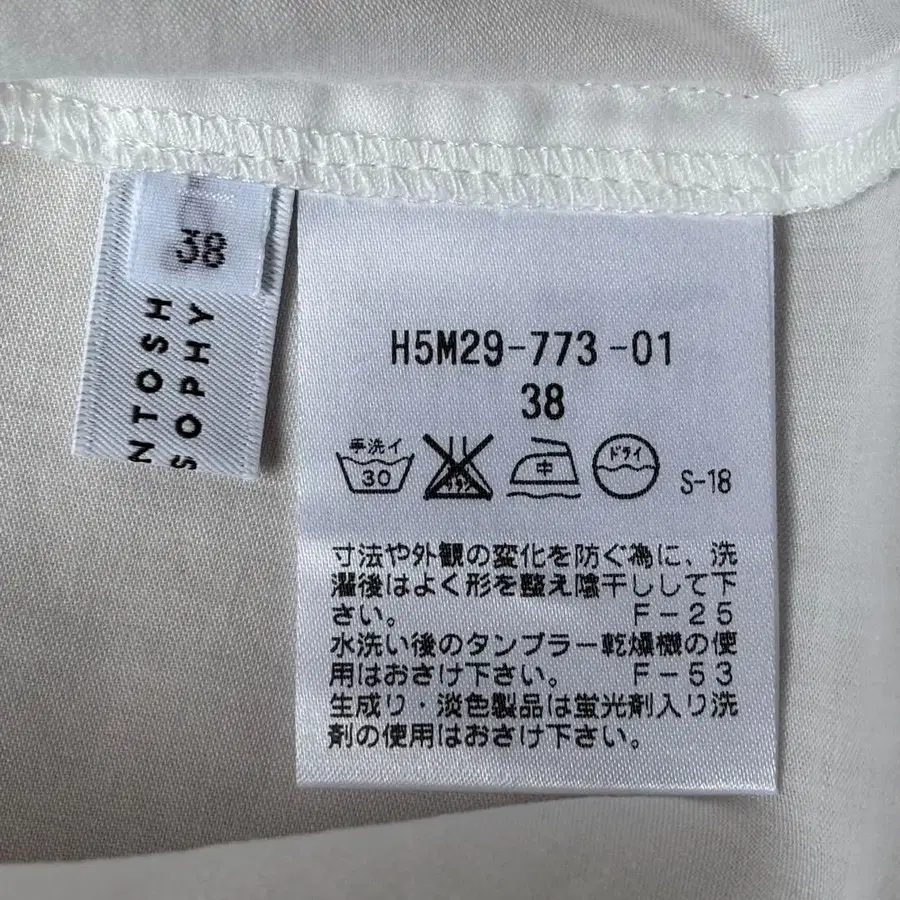 38
NTOSH
SOPHY
H5M29-773-01
38
手洗イ
30
中
ドライ
S-18
寸法や外観の変化を防ぐ為に、洗
濯後はよく形を整え陰干しして下
さい。 F-25
水洗い後のタンブラー乾燥機の使
用はおさけ下さい。 F-53
生成り・淡色製品は蛍光剤入り洗
剤の使用はおさけ下さい。